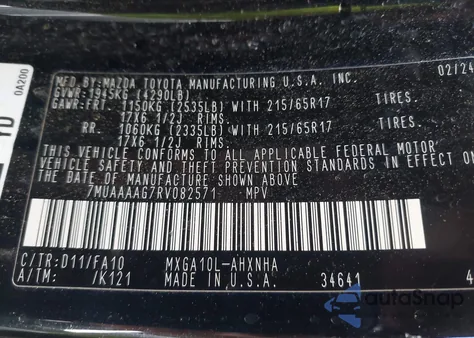 MFD.BY:MAZDA TOYOTA MANUFACTURING U.S.A. INC. 02/24
GVWR: 1945KG (4290LB)
GAWR:FRT. 1150KG (2535LB) WITH 215/65R17 TIRES.
17X6 1/2J RIMS.
RR. 1060KG (2335LB) WITH 215/65R17 TIRES.
17X6 1/2J RIMS.
THIS VEHICLE CONFORMS TO ALL APPLICABLE FEDERAL MOTOR
VEHICLE SAFETY AND THEFT PREVENTION STANDARDS IN EFFECT ON
THE DATE OF MANUFACTURE SHOWN ABOVE.
7MUAAAAG7RV082571 MPV
C/TR:D11/FA10 MXGA10L-AHXNHA
A/TM: /K121 MADE IN U.S.A. 34641 4
0A200
YD
autoSnap